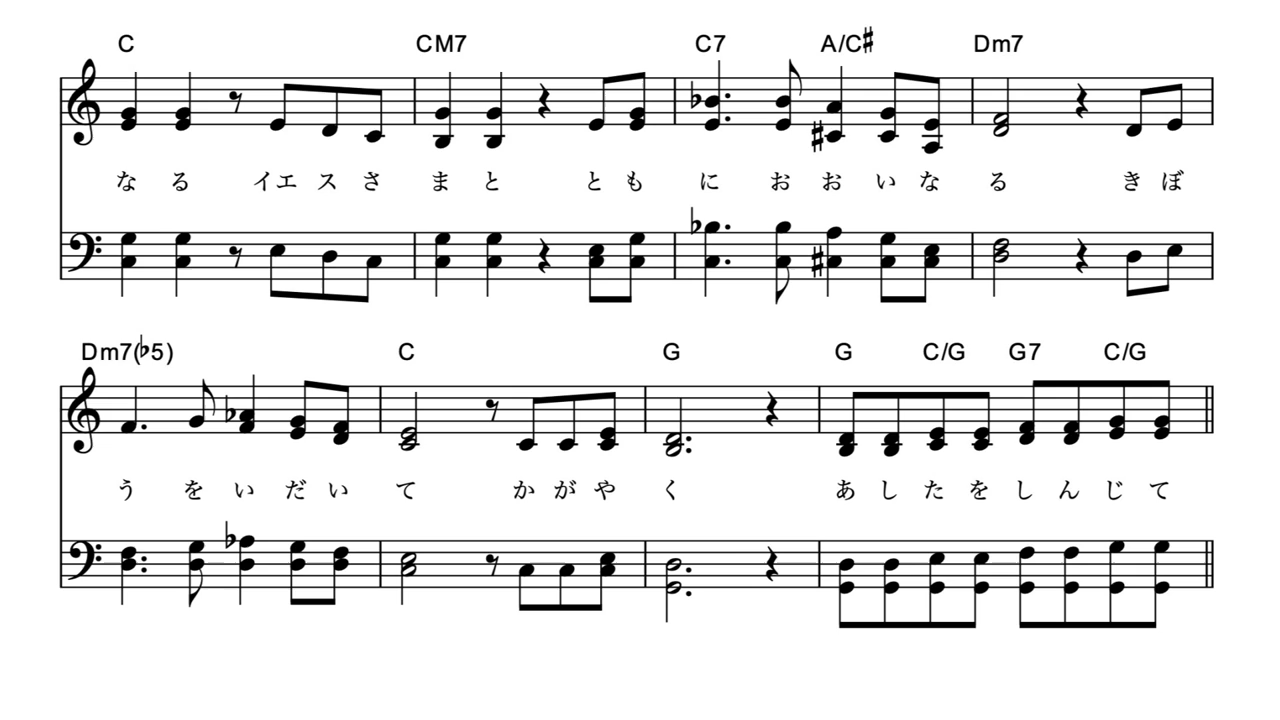 C CM7 C7 A/C♯ Dm7
なる イエスさまと ともに おおいなる きぼ
Dm7(♭5) C G G C/G G7 C/G
うをいだいて かがやく あしたをしんじて